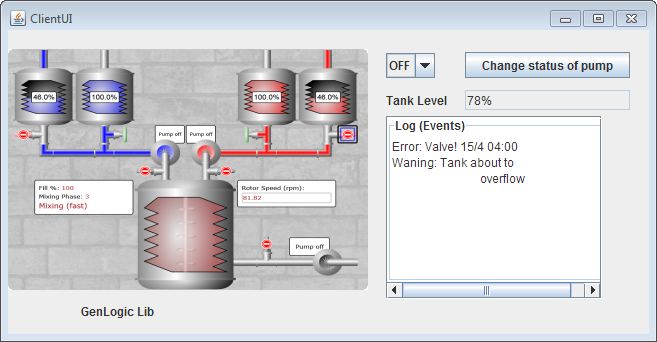 ClientUI
46.0%
100.0%
100.0%
46.0%
Pump off
Pump off
Fill %: 100
Mixing Phase: 3
Mixing (fast)
Rotor Speed (rpm):
81.82
Pump off
GenLogic Lib
OFF
Change status of pump
Tank Level
78%
Log (Events)
Error: Valve! 15/4 04:00
Waning: Tank about to
overflow